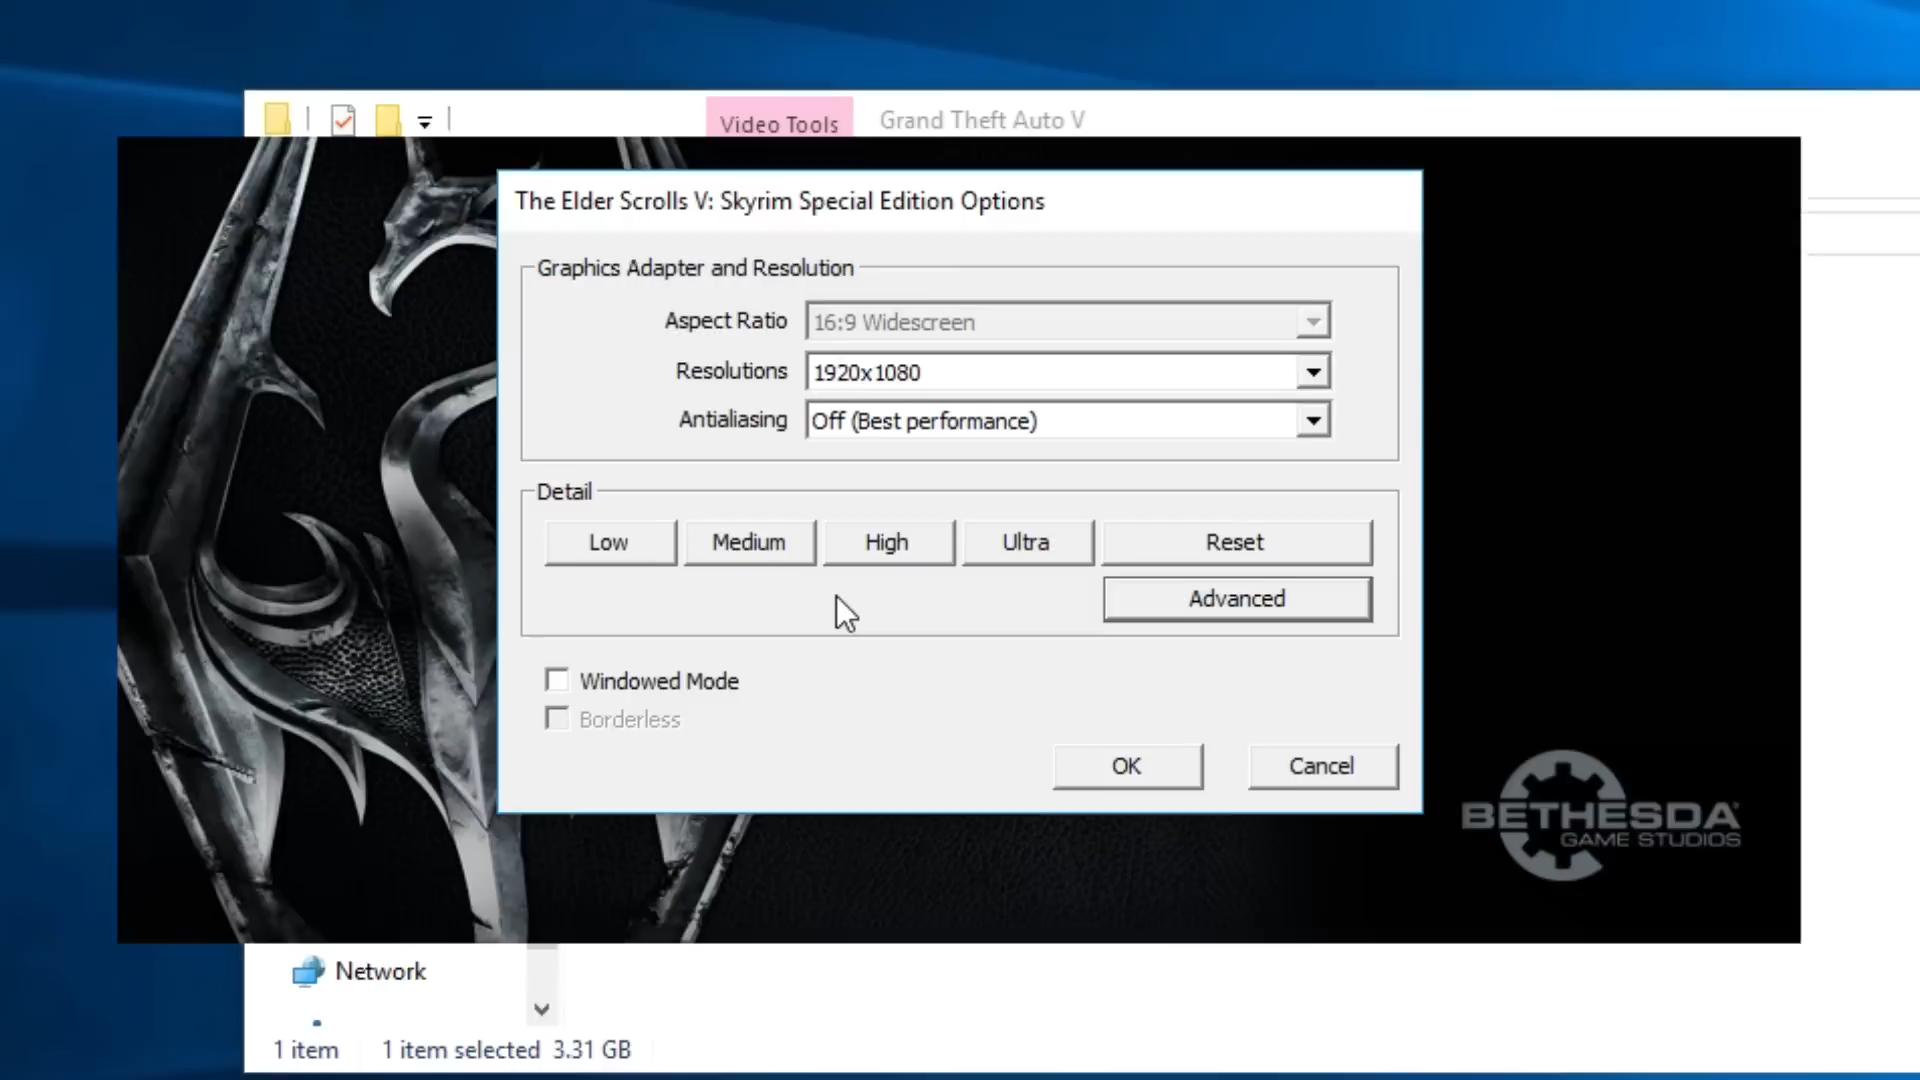 Video Tools
Grand Theft Auto V
The Elder Scrolls V: Skyrim Special Edition Options
Graphics Adapter and Resolution
Aspect Ratio 16:9 Widescreen
Resolutions 1920x1080
Antialiasing Off (Best performance)
Detail
Low Medium High Ultra Reset
Advanced
Windowed Mode
Borderless
OK Cancel
BETHESDA
GAME STUDIOS
Network
1 item 1 item selected 3.31 GB